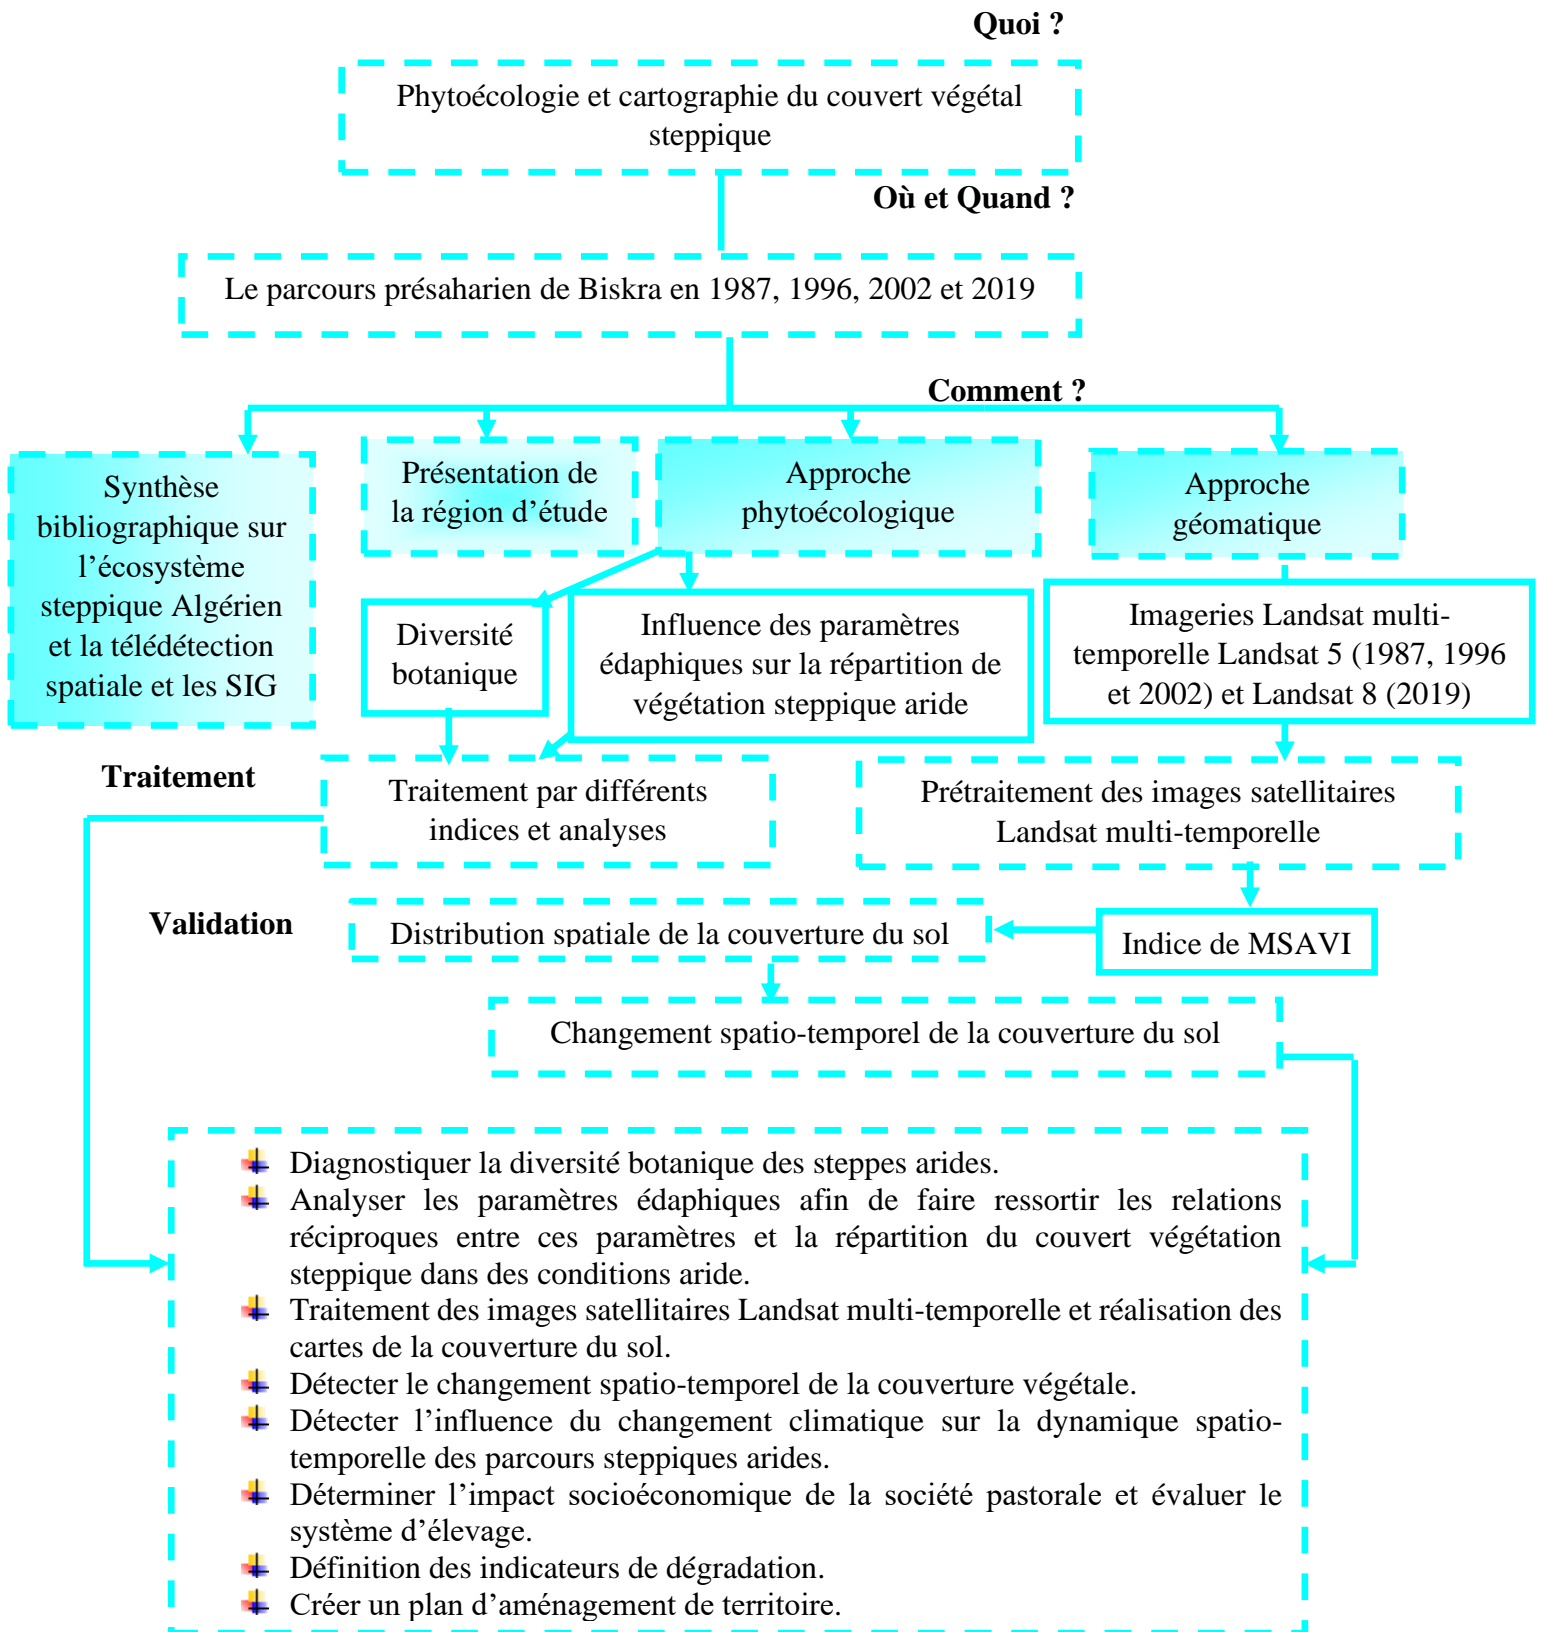 Quoi ?
Phytoécologie et cartographie du couvert végétal
steppique
Où et Quand ?
Le parcours présaharien de Biskra en 1987, 1996, 2002 et 2019
Comment ?
Synthèse
bibliographique sur
l’écosystème
steppique Algérien
et la télédétection
spatiale et les SIG
Présentation de
la région d’étude
Approche
phytoécologique
Approche
géomatique
Diversité
botanique
Influence des paramètres
édaphiques sur la répartition de
végétation steppique aride
Imageries Landsat multi-
temporelle Landsat 5 (1987, 1996
et 2002) et Landsat 8 (2019)
Traitement
Traitement par différents
indices et analyses
Prétraitement des images satellitaires
Landsat multi-temporelle
Validation
Distribution spatiale de la couverture du sol
Indice de MSAVI
Changement spatio-temporel de la couverture du sol
Diagnostiquer la diversité botanique des steppes arides.
Analyser les paramètres édaphiques afin de faire ressortir les relations
réciproques entre ces paramètres et la répartition du couvert végétation
steppique dans des conditions aride.
Traitement des images satellitaires Landsat multi-temporelle et réalisation des
cartes de la couverture du sol.
Détecter le changement spatio-temporel de la couverture végétale.
Détecter l’influence du changement climatique sur la dynamique spatio-
temporelle des parcours steppiques arides.
Déterminer l’impact socioéconomique de la société pastorale et évaluer le
système d’élevage.
Définition des indicateurs de dégradation.
Créer un plan d’aménagement de territoire.